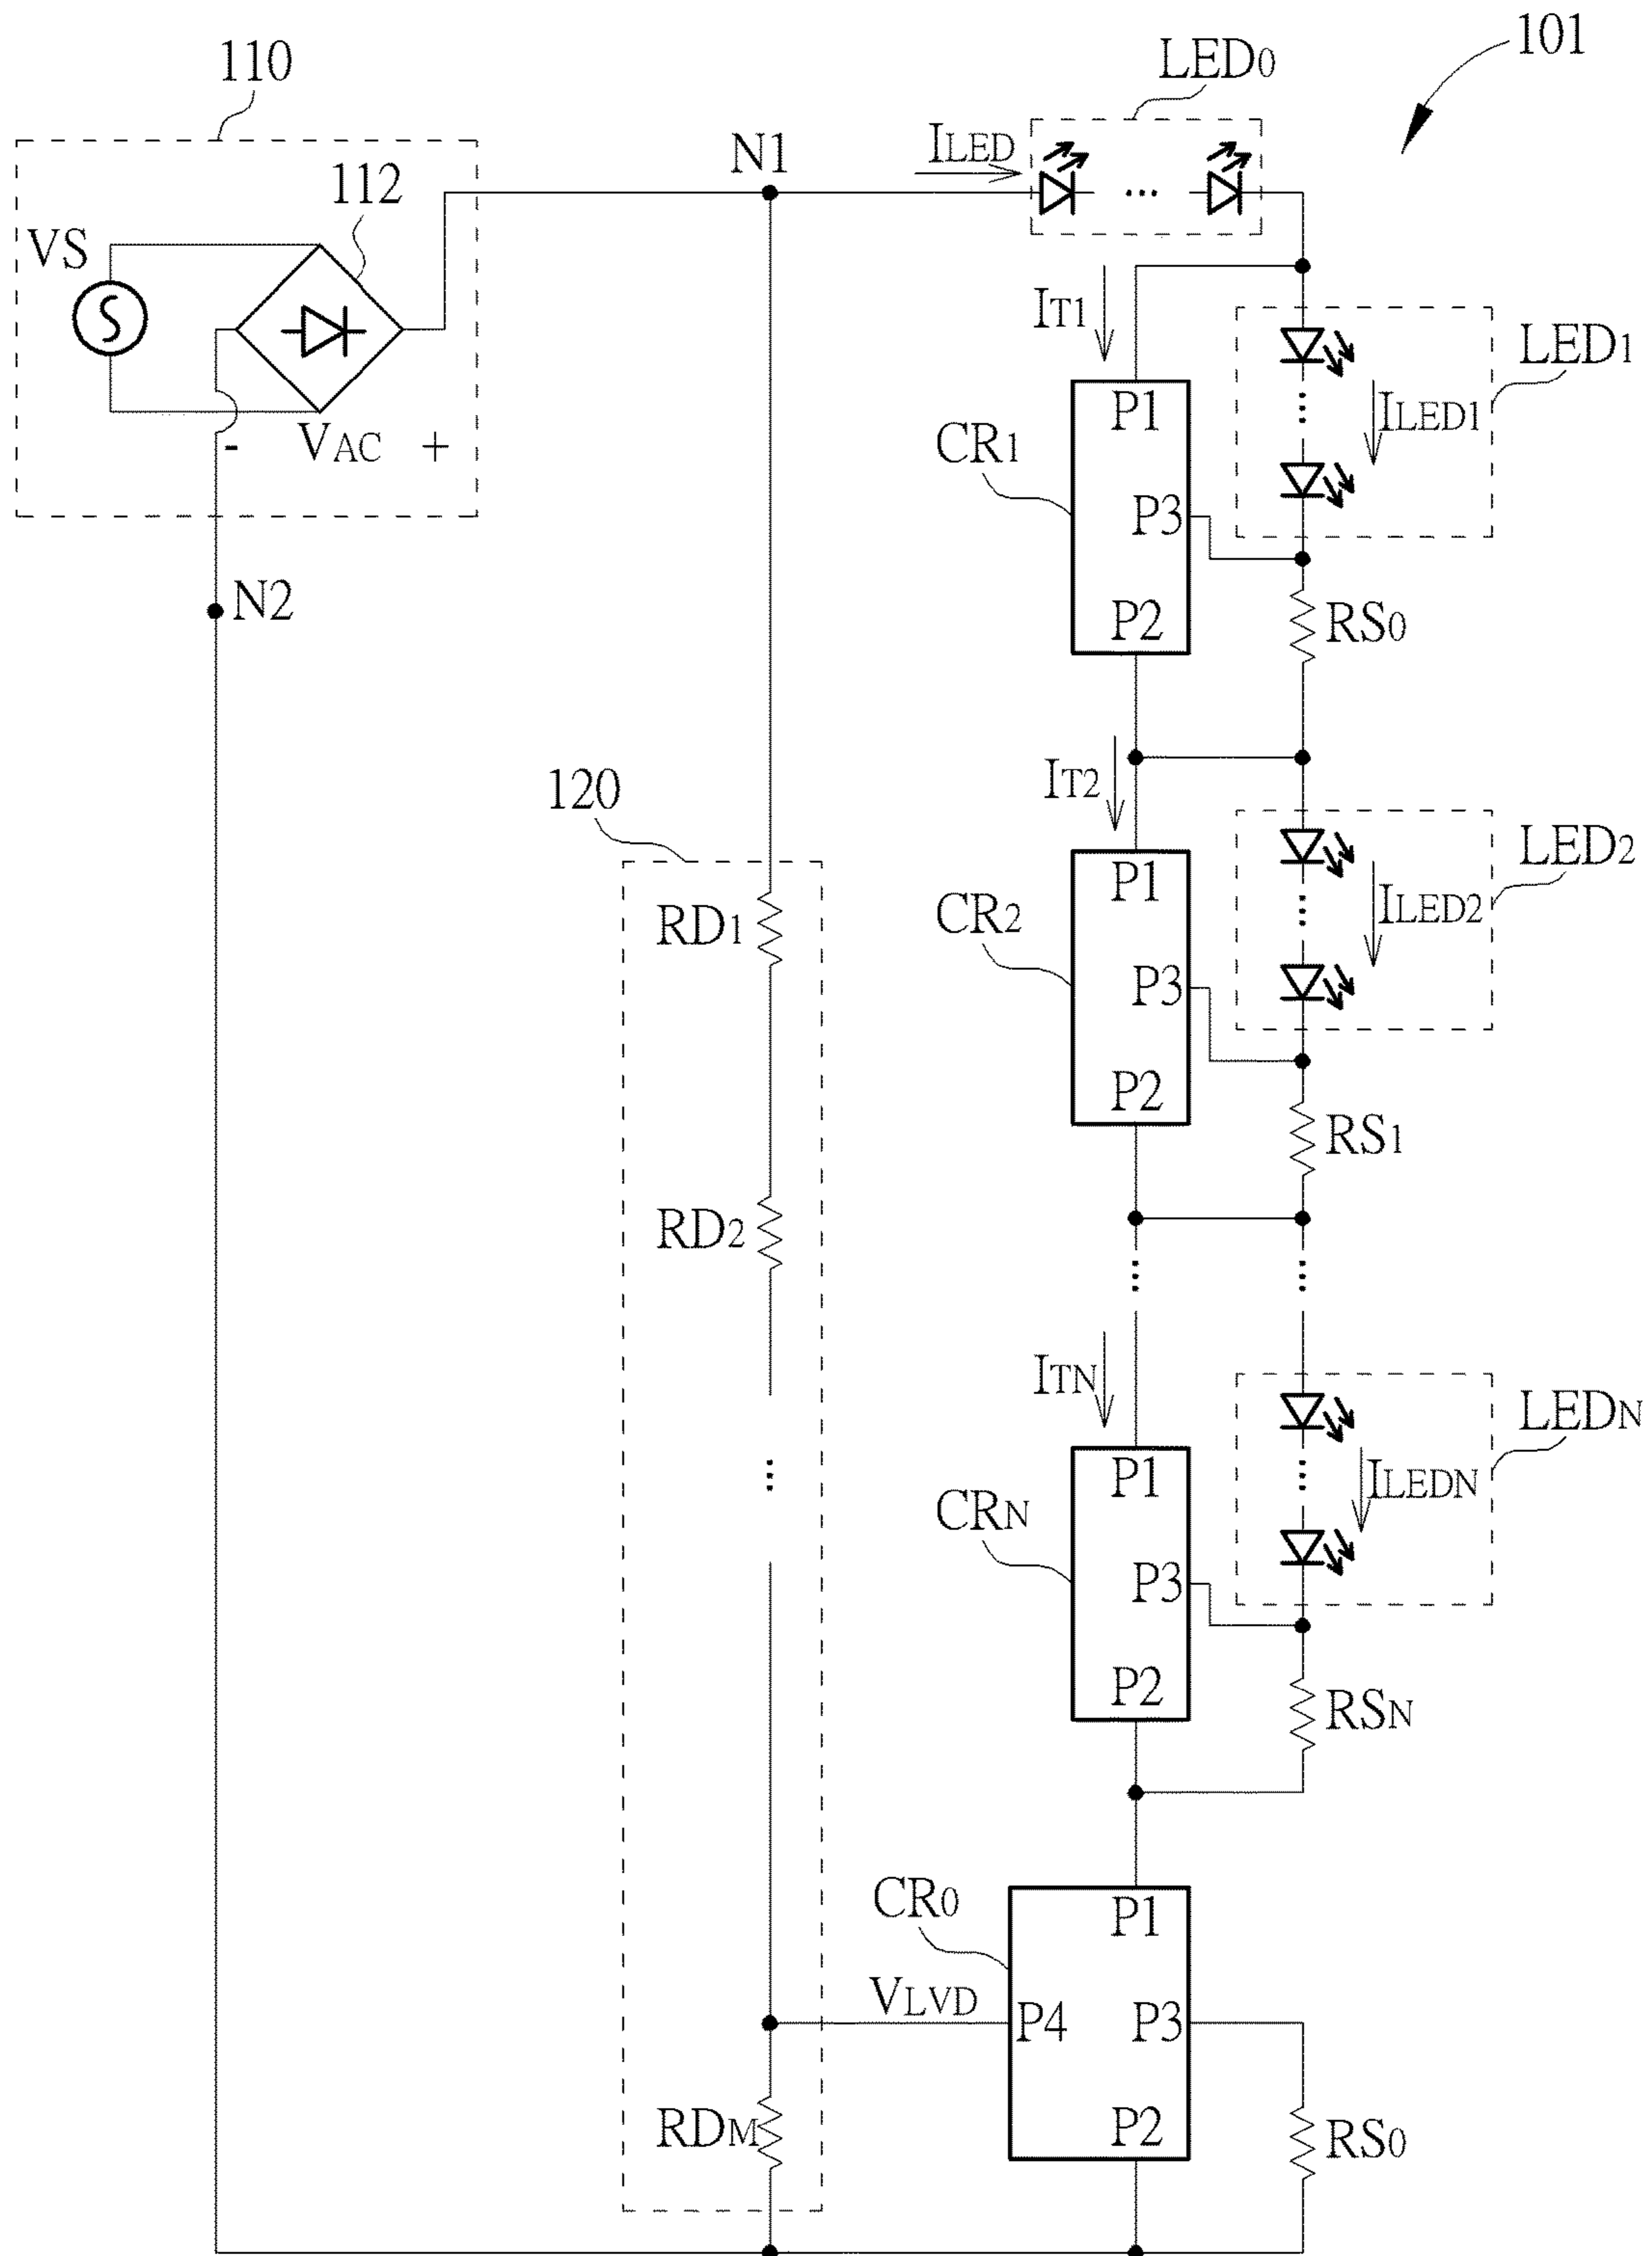 101
LED0
110
N1
ILED
112
VS
IT1
LED1
P1
ILED1
VAC
- +
CR1
P3
N2
P2
RS0
120
IT2
LED2
P1
ILED2
CR2
RD1
P3
P2
RS1
RD2
...
ITN
LEDN
P1
ILEDN
CRN
P3
P2
RSN
CR0
P1
VLVD
P4
P3
RDM
P2
RS0